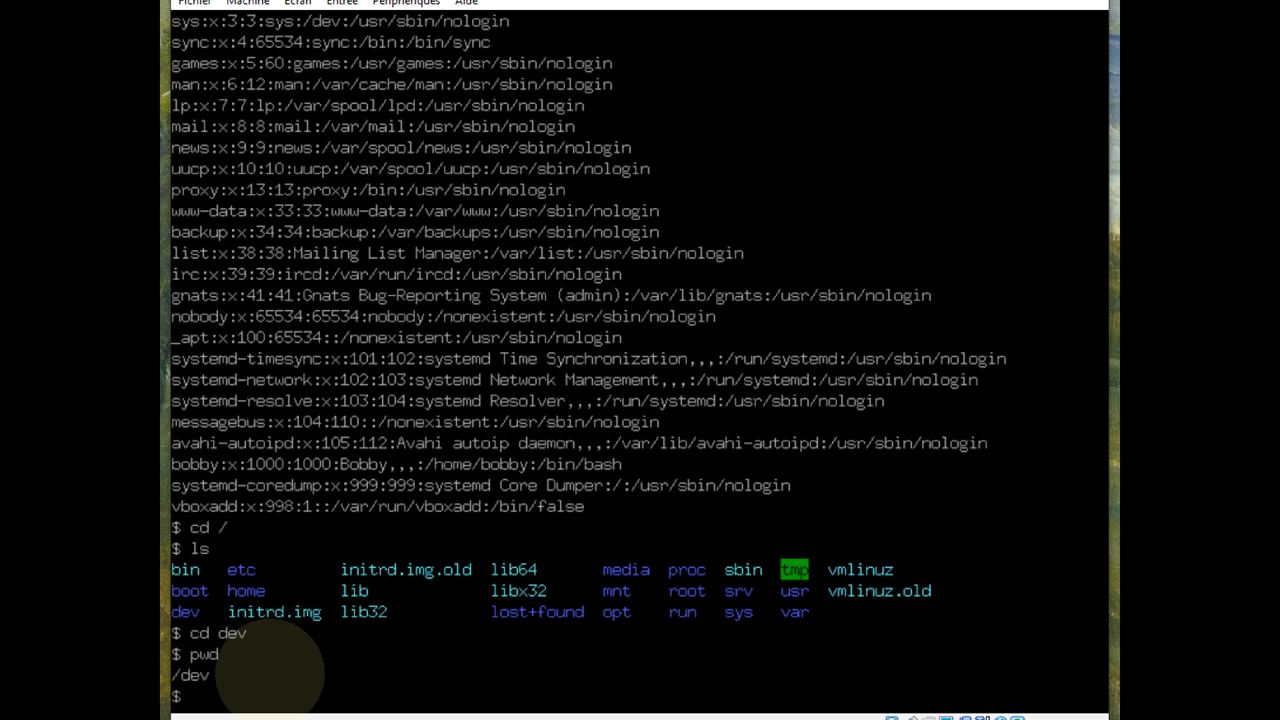 Fichier Machine Écran Entrée Périphériques Aide
sys:x:3:3:sys:/dev:/usr/sbin/nologin
sync:x:4:65534:sync:/bin:/bin/sync
games:x:5:60:games:/usr/games:/usr/sbin/nologin
man:x:6:12:man:/var/cache/man:/usr/sbin/nologin
lp:x:7:7:lp:/var/spool/lpd:/usr/sbin/nologin
mail:x:8:8:mail:/var/mail:/usr/sbin/nologin
news:x:9:9:news:/var/spool/news:/usr/sbin/nologin
uucp:x:10:10:uucp:/var/spool/uucp:/usr/sbin/nologin
proxy:x:13:13:proxy:/bin:/usr/sbin/nologin
www-data:x:33:33:www-data:/var/www:/usr/sbin/nologin
backup:x:34:34:backup:/var/backups:/usr/sbin/nologin
list:x:38:38:Mailing List Manager:/var/list:/usr/sbin/nologin
irc:x:39:39:ircd:/var/run/ircd:/usr/sbin/nologin
gnats:x:41:41:Gnats Bug-Reporting System (admin):/var/lib/gnats:/usr/sbin/nologin
nobody:x:65534:65534:nobody:/nonexistent:/usr/sbin/nologin
_apt:x:100:65534::/nonexistent:/usr/sbin/nologin
systemd-timesync:x:101:102:systemd Time Synchronization,,,:/run/systemd:/usr/sbin/nologin
systemd-network:x:102:103:systemd Network Management,,,:/run/systemd:/usr/sbin/nologin
systemd-resolve:x:103:104:systemd Resolver,,,:/run/systemd:/usr/sbin/nologin
messagebus:x:104:110::/nonexistent:/usr/sbin/nologin
avahi-autoipd:x:105:112:Avahi autoip daemon,,,:/var/lib/avahi-autoipd:/usr/sbin/nologin
bobby:x:1000:1000:Bobby,,,:/home/bobby:/bin/bash
systemd-coredump:x:999:999:systemd Core Dumper:/:/usr/sbin/nologin
vboxadd:x:998:1::/var/run/vboxadd:/bin/false
$ cd /
$ ls
bin etc initrd.img.old lib64 media proc sbin tmp vmlinuz
boot home lib libx32 mnt root srv usr vmlinuz.old
dev initrd.img lib32 lost+found opt run sys var
$ cd dev
$ pwd
/dev
$